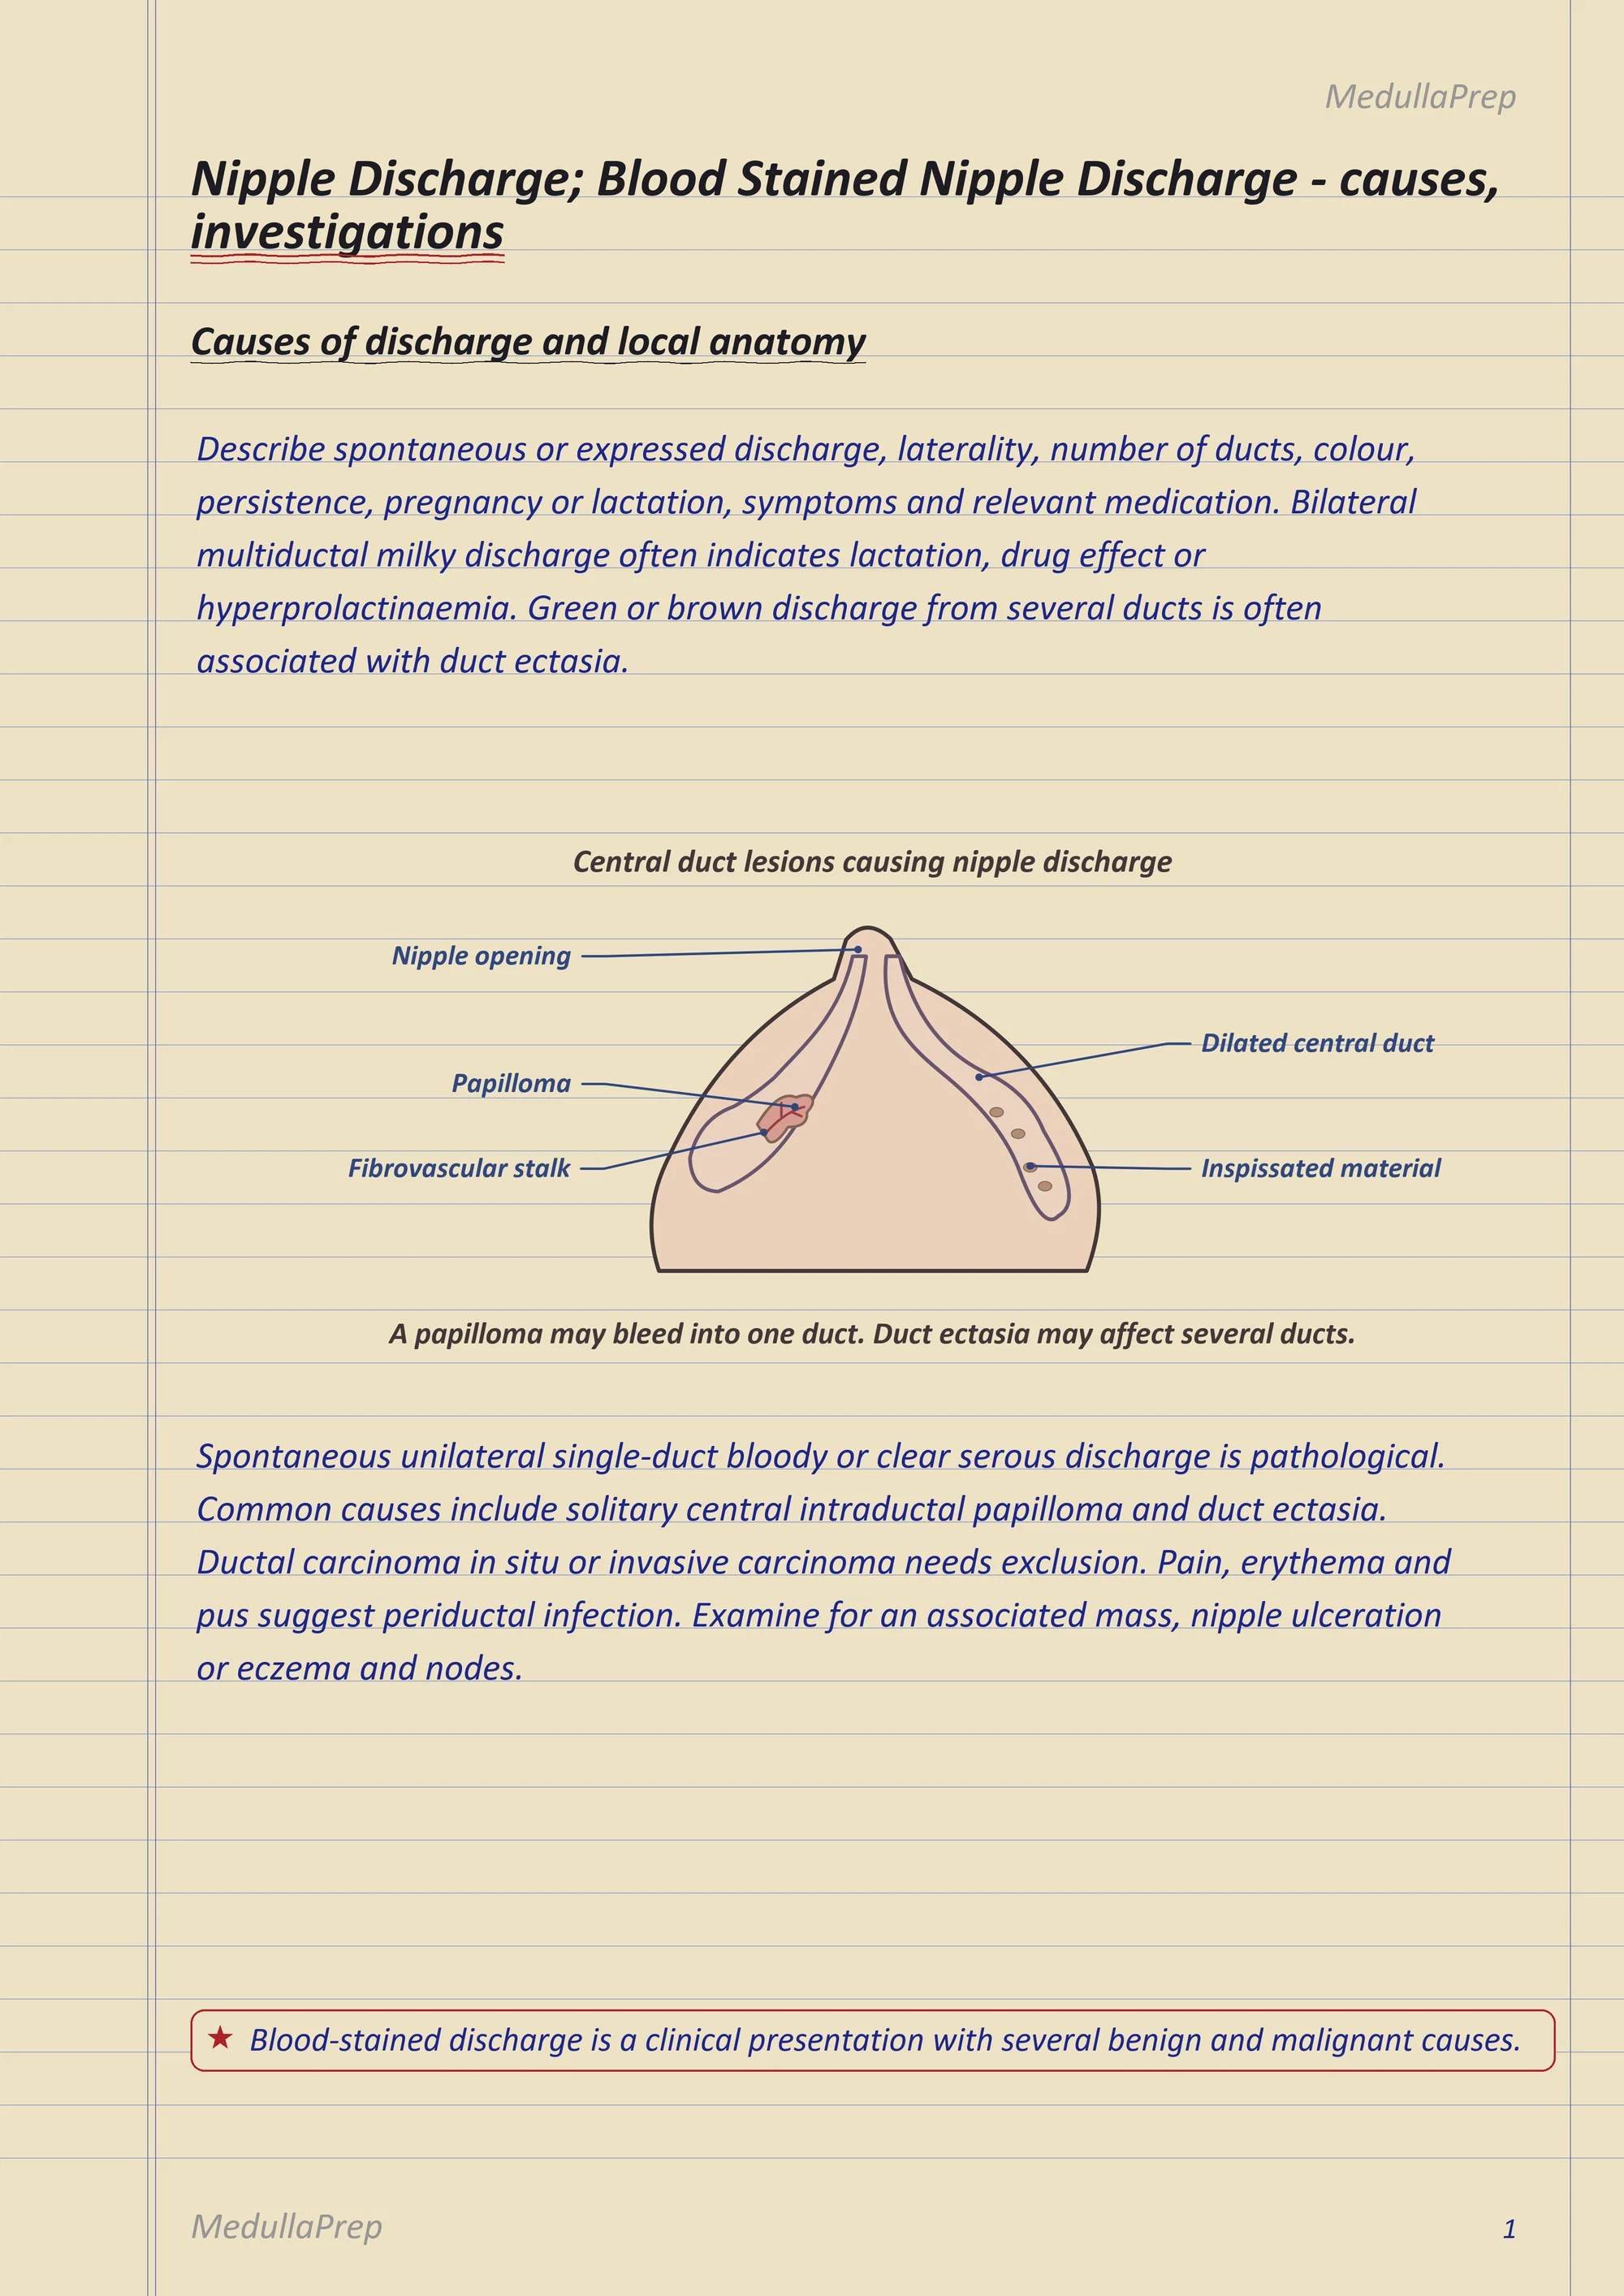 MedullaPrep
Nipple Discharge; Blood Stained Nipple Discharge - causes,
investigations
Causes of discharge and local anatomy
Describe spontaneous or expressed discharge, laterality, number of ducts, colour,
persistence, pregnancy or lactation, symptoms and relevant medication. Bilateral
multiductal milky discharge often indicates lactation, drug effect or
hyperprolactinaemia. Green or brown discharge from several ducts is often
associated with duct ectasia.
Central duct lesions causing nipple discharge
Nipple opening
Dilated central duct
Papilloma
Fibrovascular stalk
Inspissated material
A papilloma may bleed into one duct. Duct ectasia may affect several ducts.
Spontaneous unilateral single-duct bloody or clear serous discharge is pathological.
Common causes include solitary central intraductal papilloma and duct ectasia.
Ductal carcinoma in situ or invasive carcinoma needs exclusion. Pain, erythema and
pus suggest periductal infection. Examine for an associated mass, nipple ulceration
or eczema and nodes.
★ Blood-stained discharge is a clinical presentation with several benign and malignant causes.
MedullaPrep
1